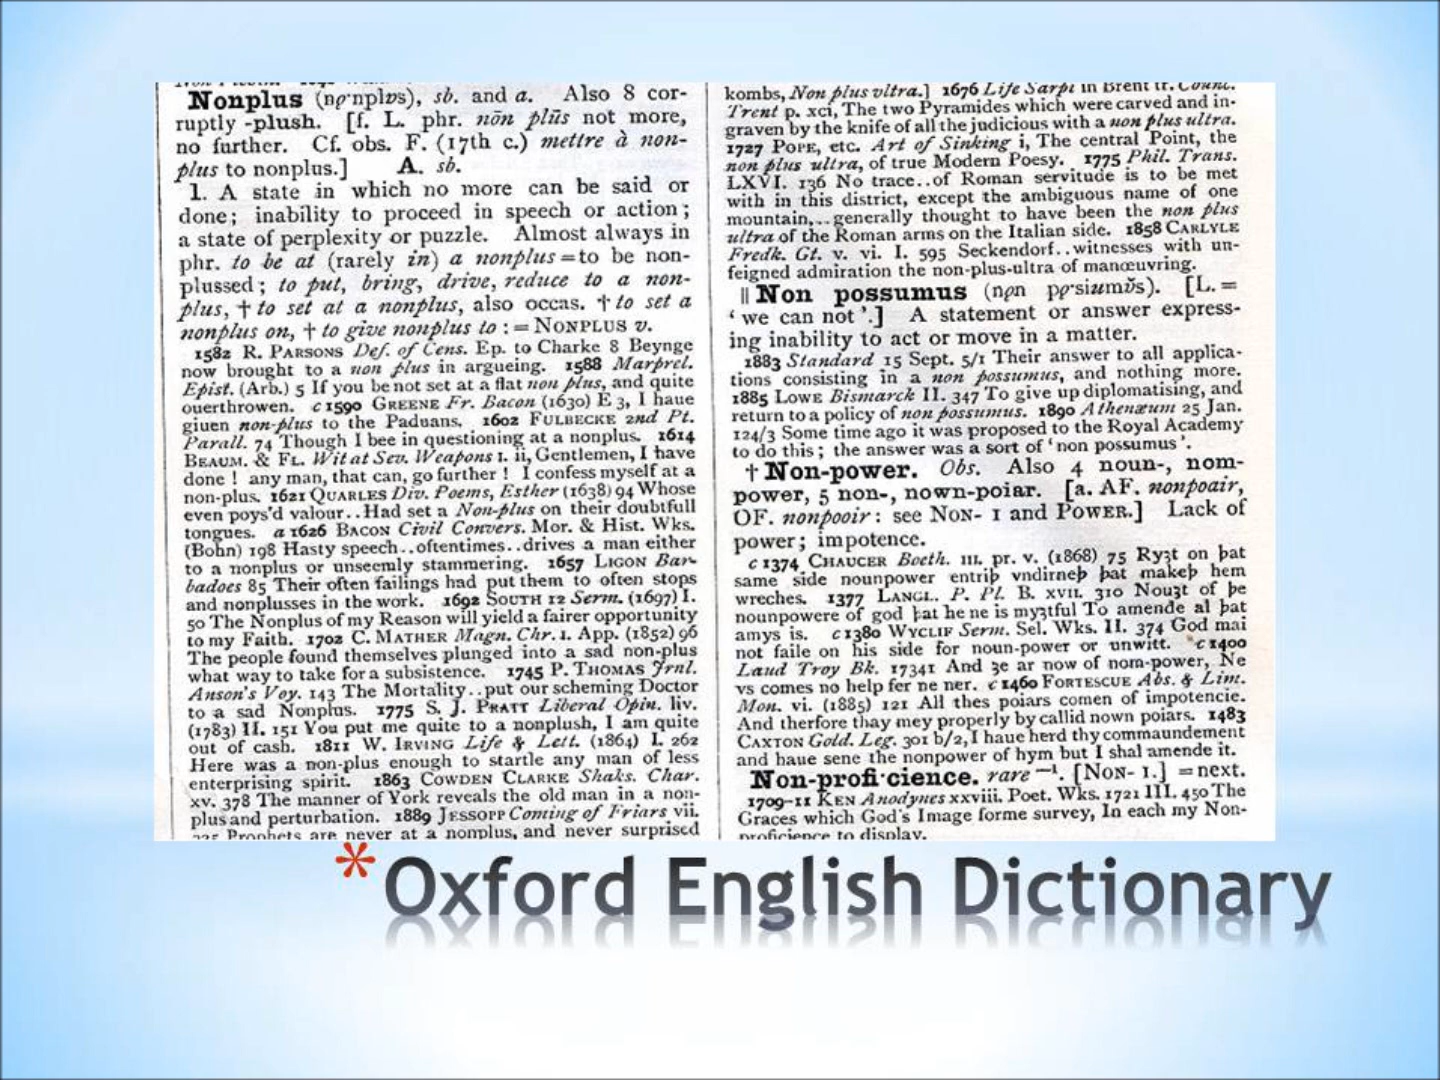 Nonplus (nǫ·nplɒs), sb. and a. Also 8 cor-
ruptly -plush. [f. L. phr. nōn plūs not more,
no further. Cf. obs. F. (17th c.) mettre à non-
plus to nonplus.] A. sb.
1. A state in which no more can be said or
done; inability to proceed in speech or action;
a state of perplexity or puzzle. Almost always in
phr. to be at (rarely in) a nonplus = to be non-
plussed; to put, bring, drive, reduce to a non-
plus, † to set at a nonplus, also occas. † to set a
nonplus on, † to give nonplus to : = NONPLUS v.
1582 R. PARSONS Def. of Cens. Ep. to Charke 8 Beynge
now brought to a non plus in argueing. 1588 Marprel.
Epist. (Arb.) 5 If you be not set at a flat non plus, and quite
ouerthrowen. c 1590 GREENE Fr. Bacon (1630) E 3, I haue
giuen non-plus to the Paduans. 1602 FULBECKE 2nd Pt.
Parall. 74 Though I bee in questioning at a nonplus. 1614
BEAUM. & FL. Wit at Sev. Weapons I. ii, Gentlemen, I have
done ! any man, that can, go further ! I confess myself at a
non-plus. 1621 QUARLES Div. Poems, Esther (1638) 94 Whose
even poys'd valour..Had set a Non-plus on their doubtfull
tongues. a 1626 BACON Civil Convers. Mor. & Hist. Wks.
(Bohn) 198 Hasty speech..oftentimes..drives a man either
to a nonplus or unseemly stammering. 1657 LIGON Bar-
badoes 85 Their often failings had put them to often stops
and nonplusses in the work. 1692 SOUTH 12 Serm. (1697) I.
50 The Nonplus of my Reason will yield a fairer opportunity
to my Faith. 1702 C. MATHER Magn. Chr. I. App. (1852) 96
The people found themselves plunged into a sad non-plus
what way to take for a subsistence. 1745 P. THOMAS Jrnl.
Anson's Voy. 143 The Mortality..put our scheming Doctor
to a sad Nonplus. 1775 S. J. PRATT Liberal Opin. liv.
(1783) II. 151 You put me quite to a nonplush, I am quite
out of cash. 1811 W. IRVING Life & Lett. (1864) I. 262
Here was a non-plus enough to startle any man of less
enterprising spirit. 1863 COWDEN CLARKE Shaks. Char.
xv. 378 The manner of York reveals the old man in a non-
plus and perturbation. 1889 JESSOPP Coming of Friars vii.
Prophets are never at a nonplus, and never surprised
kombs, Non plus vltra.] 1676 Life Sarpi in Brent tr. Counc.
Trent p. xci, The two Pyramides which were carved and in-
graven by the knife of all the judicious with a non plus ultra.
1727 POPE, etc. Art of Sinking i, The central Point, the
non plus ultra, of true Modern Poesy. 1775 Phil. Trans.
LXVI. 136 No trace..of Roman servitude is to be met
with in this district, except the ambiguous name of one
mountain,..generally thought to have been the non plus
ultra of the Roman arms on the Italian side. 1858 CARLYLE
Fredk. Gt. v. vi. I. 595 Seckendorf..witnesses with un-
feigned admiration the non-plus-ultra of manœuvring.
‖ Non possumus (nǫn pǫ·siumŭs). [L. =
‘ we can not ’.] A statement or answer express-
ing inability to act or move in a matter.
1883 Standard 15 Sept. 5/1 Their answer to all applica-
tions consisting in a non possumus, and nothing more.
1885 LOWE Bismarck II. 347 To give up diplomatising, and
return to a policy of non possumus. 1890 Athenæum 25 Jan.
124/3 Some time ago it was proposed to the Royal Academy
to do this ; the answer was a sort of ‘ non possumus ’.
† Non-power. Obs. Also 4 noun-, nom-
power, 5 non-, nown-poiar. [a. AF. nonpoair,
OF. nonpooir : see NON- 1 and POWER.] Lack of
power; impotence.
c 1374 CHAUCER Boeth. III. pr. v. (1868) 75 Ryȝt on þat
same side nounpower entriþ vndirneþ þat makeþ hem
wreches. 1377 LANGL. P. Pl. B. XVII. 310 Nouȝt of þe
nounpowere of god þat he ne is myȝtful To amende al þat
amys is. c 1380 WYCLIF Serm. Sel. Wks. II. 374 God mai
not faile on his side for noun-power or unwitt. c 1400
Laud Troy Bk. 17341 And ȝe ar now of nom-power, Ne
vs comes no help fer ne ner. c 1460 FORTESCUE Abs. & Lim.
Mon. vi. (1885) 121 All thes poiars comen of impotencie.
And therfore thay mey properly by callid nown poiars. 1483
CAXTON Gold. Leg. 301 b/2, I haue herd thy commaundement
and haue sene the nonpower of hym but I shal amende it.
Non-profi·cience. rare⁻¹. [NON- 1.] = next.
1709-11 KEN Anodynes xxviii. Poet. Wks. 1721 III. 450 The
Graces which God's Image forme survey, In each my Non-
proficience to display.
* Oxford English Dictionary